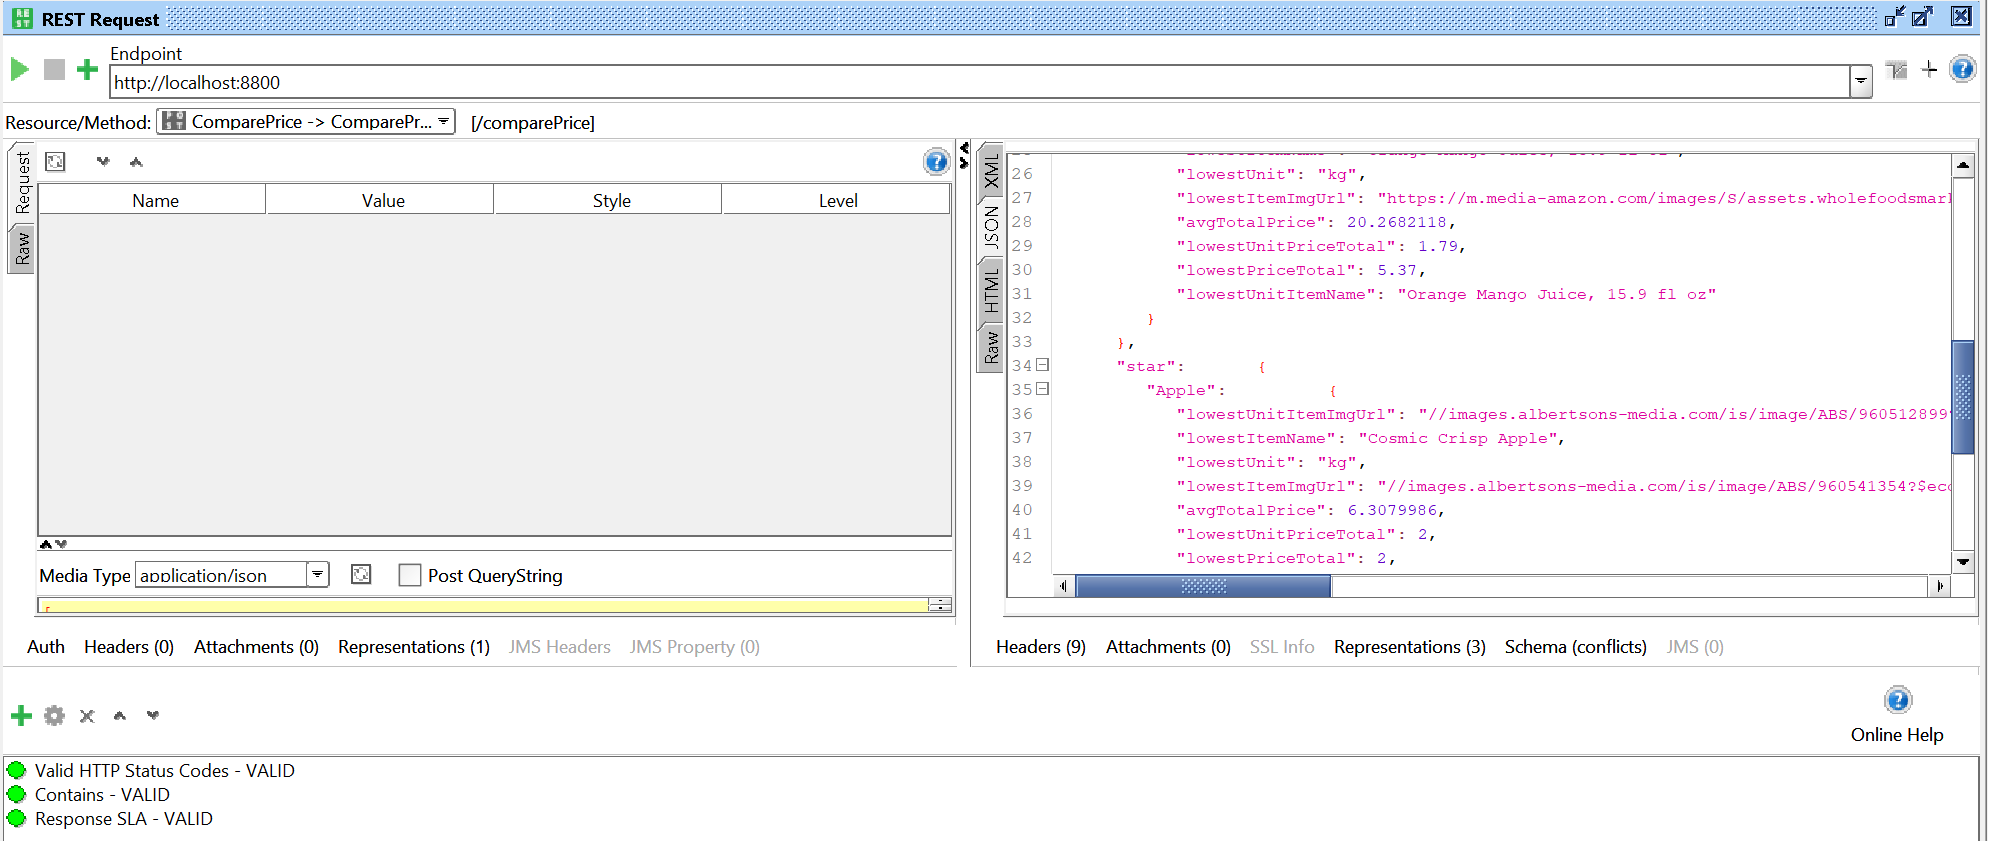 REST Request
Endpoint
http://localhost:8800
Resource/Method: ComparePrice -> ComparePr... [/comparePrice]
Request
Raw
Name Value Style Level
Media Type application/json Post QueryString
Auth Headers (0) Attachments (0) Representations (1) JMS Headers JMS Property (0)
XML
JSON
HTML
Raw
26 "lowestUnit": "kg",
27 "lowestItemImgUrl": "https://m.media-amazon.com/images/S/assets.wholefoodsmar
28 "avgTotalPrice": 20.2682118,
29 "lowestUnitPriceTotal": 1.79,
30 "lowestPriceTotal": 5.37,
31 "lowestUnitItemName": "Orange Mango Juice, 15.9 fl oz"
32 }
33 },
34 "star": {
35 "Apple": {
36 "lowestUnitItemImgUrl": "//images.albertsons-media.com/is/image/ABS/960512899
37 "lowestItemName": "Cosmic Crisp Apple",
38 "lowestUnit": "kg",
39 "lowestItemImgUrl": "//images.albertsons-media.com/is/image/ABS/960541354?$ec
40 "avgTotalPrice": 6.3079986,
41 "lowestUnitPriceTotal": 2,
42 "lowestPriceTotal": 2,
Headers (9) Attachments (0) SSL Info Representations (3) Schema (conflicts) JMS (0)
Online Help
Valid HTTP Status Codes - VALID
Contains - VALID
Response SLA - VALID